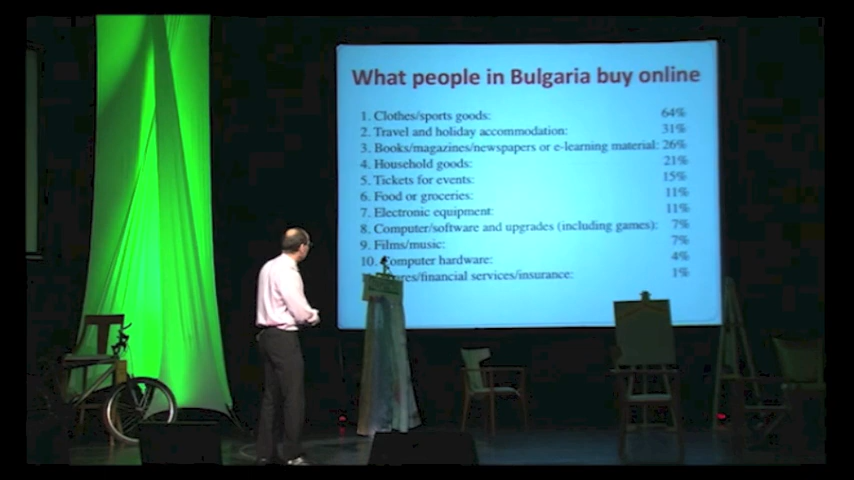 What people in Bulgaria buy online
1. Clothes/sports goods: 64%
2. Travel and holiday accommodation: 31%
3. Books/magazines/newspapers or e-learning material: 26%
4. Household goods: 21%
5. Tickets for events: 15%
6. Food or groceries: 11%
7. Electronic equipment: 11%
8. Computer/software and upgrades (including games): 7%
9. Films/music: 7%
10. Computer hardware: 4%
/financial services/insurance: 1%